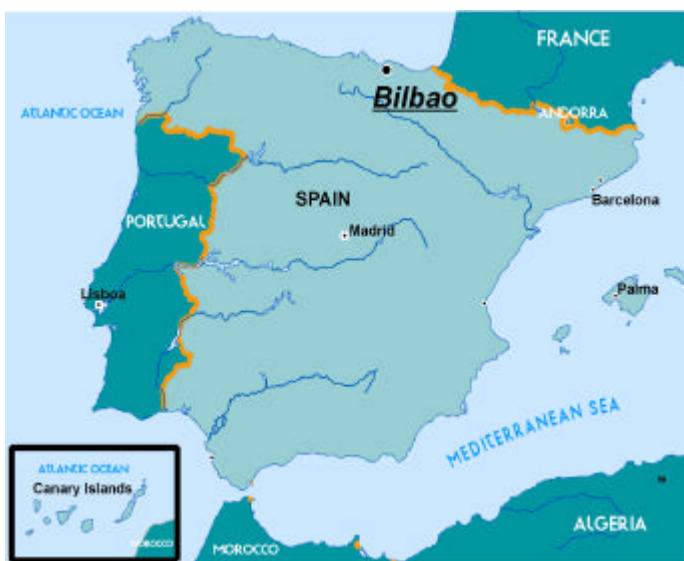 FRANCE
Bilbao
ATLANTIC OCEAN
ANDORRA
SPAIN
Barcelona
PORTUGAL
Madrid
Lisboa
Palma
MEDITERRANEAN SEA
ATLANTIC OCEAN
Canary Islands
MOROCCO
MOROCCO
ALGERIA